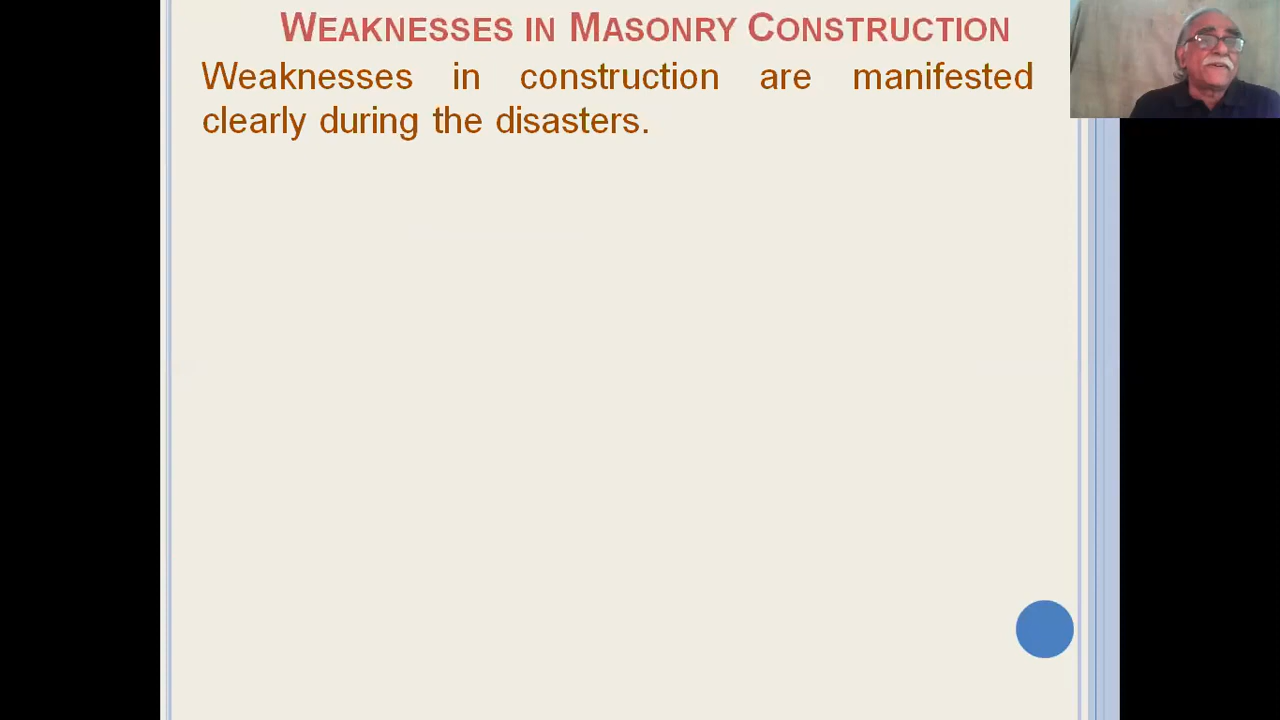 WEAKNESSES IN MASONRY CONSTRUCTION
Weaknesses in construction are manifested
clearly during the disasters.